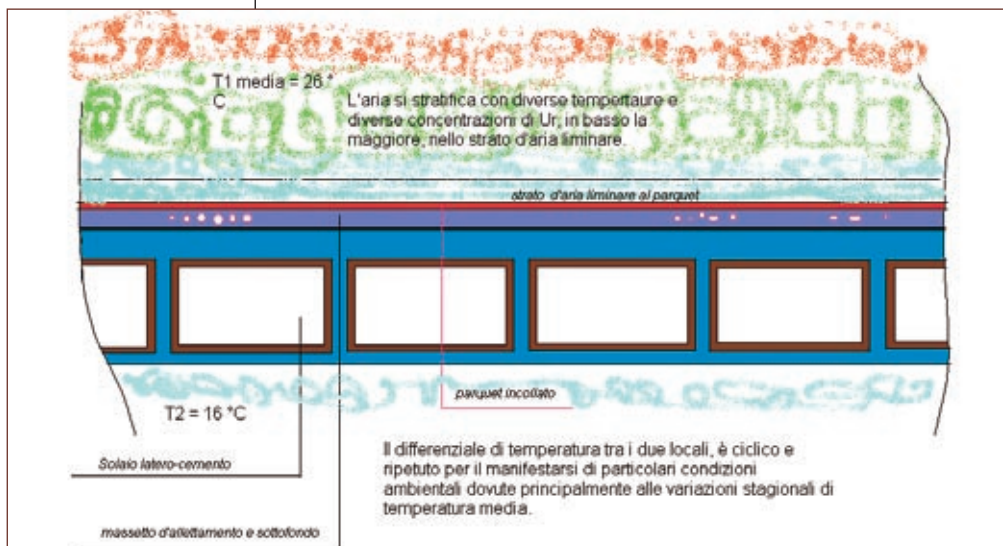 T1 media = 26 °
C
L'aria si stratifica con diverse tempertaure e
diverse concentrazioni di Ur, in basso la
maggiore, nello strato d'aria liminare.
strato d'aria liminare al parquet
parquet incollato
T2 = 16 °C
Solaio latero-cemento
Il differenziale di temperatura tra i due locali, è ciclico e
ripetuto per il manifestarsi di particolari condizioni
ambientali dovute principalmente alle variazioni stagionali di
temperatura media.
massetto d'allettamento e sottofondo